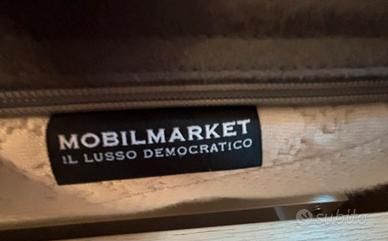 MOBILMARKET
IL LUSSO DEMOCRATICO
subito